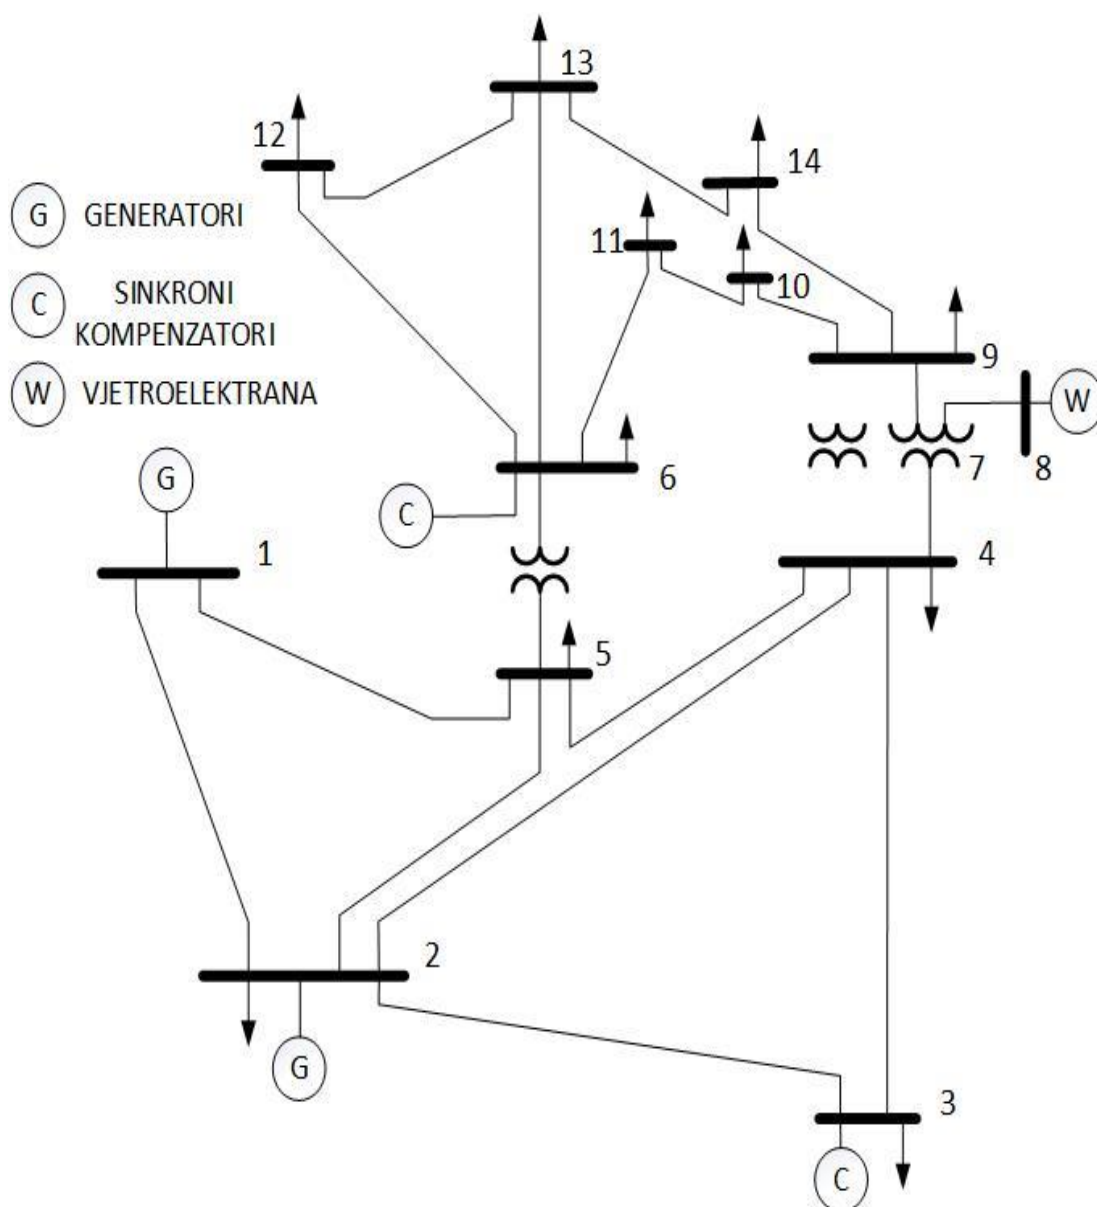 13
12
14
G GENERATORI
11
10
C SINKRONI
KOMPENZATORI
9
W VJETROELEKTRANA
W
7
8
6
G
C
1
4
5
2
G
3
C